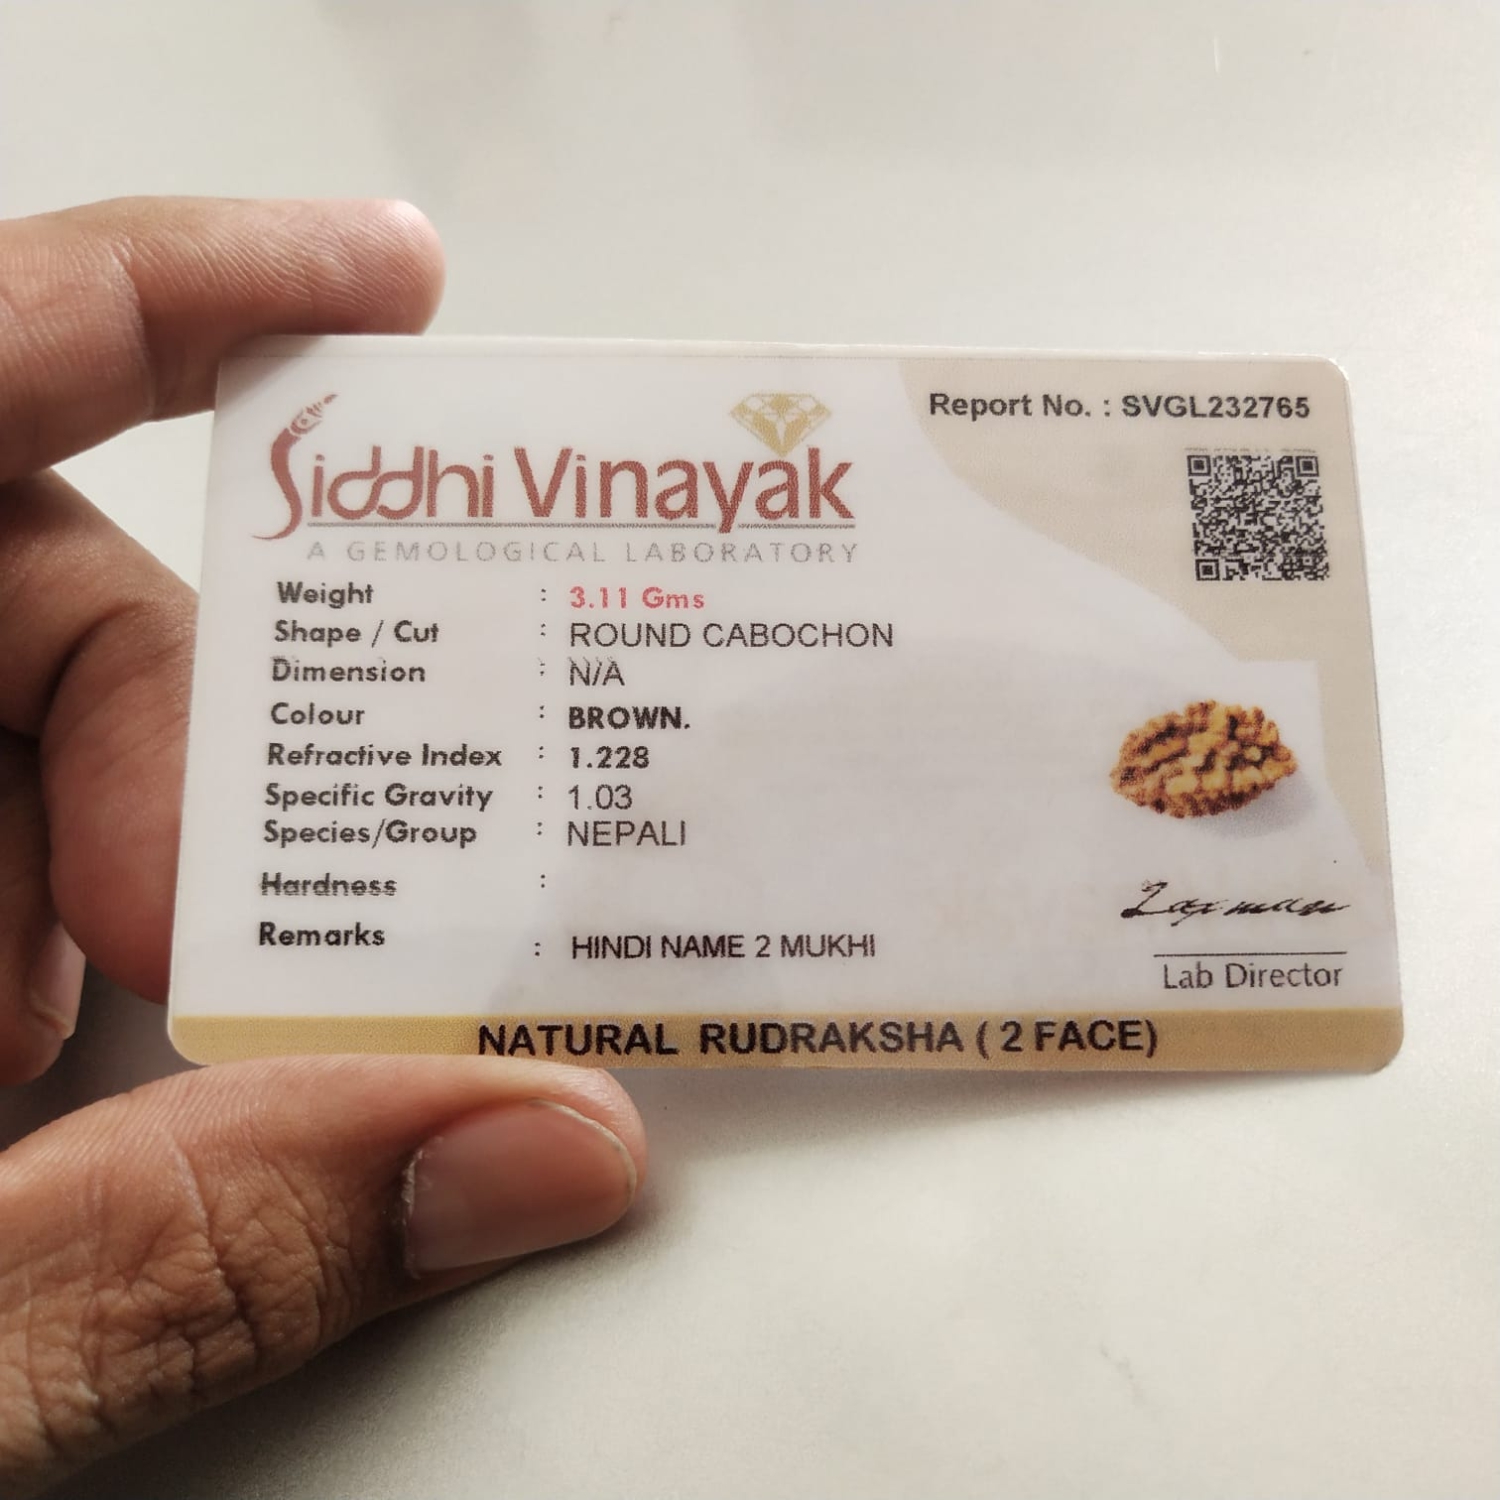 Siddhi Vinayak
A GEMOLOGICAL LABORATORY
Report No. : SVGL232765
Weight : 3.11 Gms
Shape / Cut : ROUND CABOCHON
Dimension : N/A
Colour : BROWN.
Refractive Index : 1.228
Specific Gravity : 1.03
Species/Group : NEPALI
Hardness :
Remarks : HINDI NAME 2 MUKHI
Laxman
Lab Director
NATURAL RUDRAKSHA ( 2 FACE)